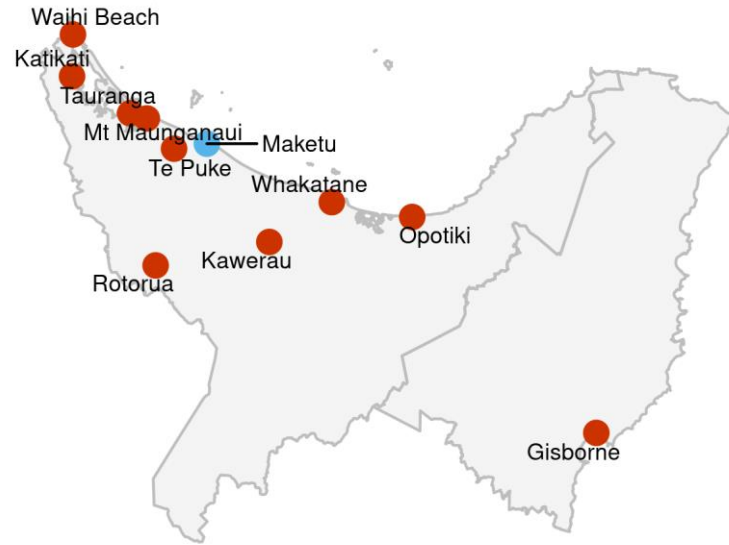 Waihi Beach
Katikati
Tauranga
Mt Maunganaui
Maketu
Te Puke
Whakatane
Opotiki
Kawerau
Rotorua
Gisborne